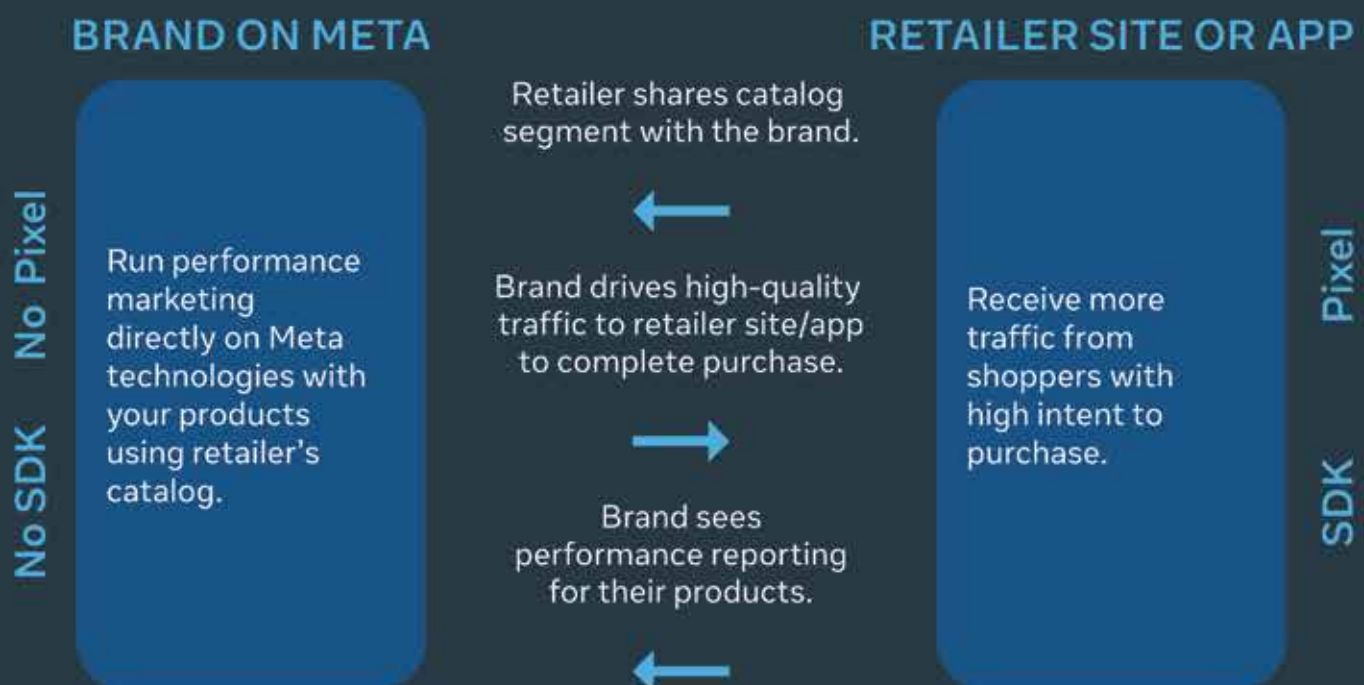 BRAND ON META
RETAILER SITE OR APP
No Pixel
No SDK
Run performance
marketing
directly on Meta
technologies with
your products
using retailer's
catalog.
Retailer shares catalog
segment with the brand.
Brand drives high-quality
traffic to retailer site/app
to complete purchase.
Brand sees
performance reporting
for their products.
Receive more
traffic from
shoppers with
high intent to
purchase.
Pixel
SDK